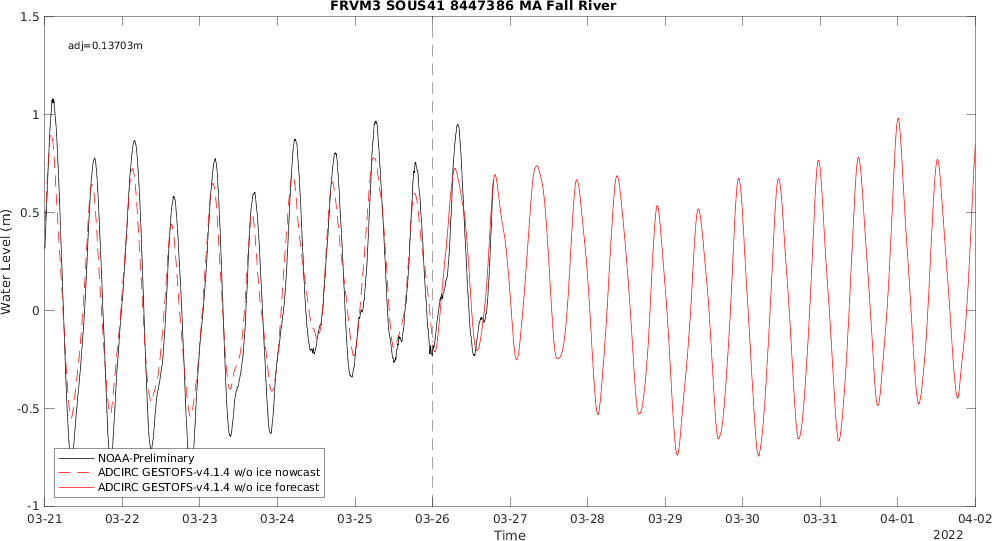 FRVM3 SOUS41 8447386 MA Fall River
adj=0.13703m
Water Level (m)
1.5
1
0.5
0
-0.5
-1
NOAA-Preliminary
ADCIRC GESTOFS-v4.1.4 w/o ice nowcast
ADCIRC GESTOFS-v4.1.4 w/o ice forecast
03-21 03-22 03-23 03-24 03-25 03-26 03-27 03-28 03-29 03-30 03-31 04-01 04-02
Time
2022